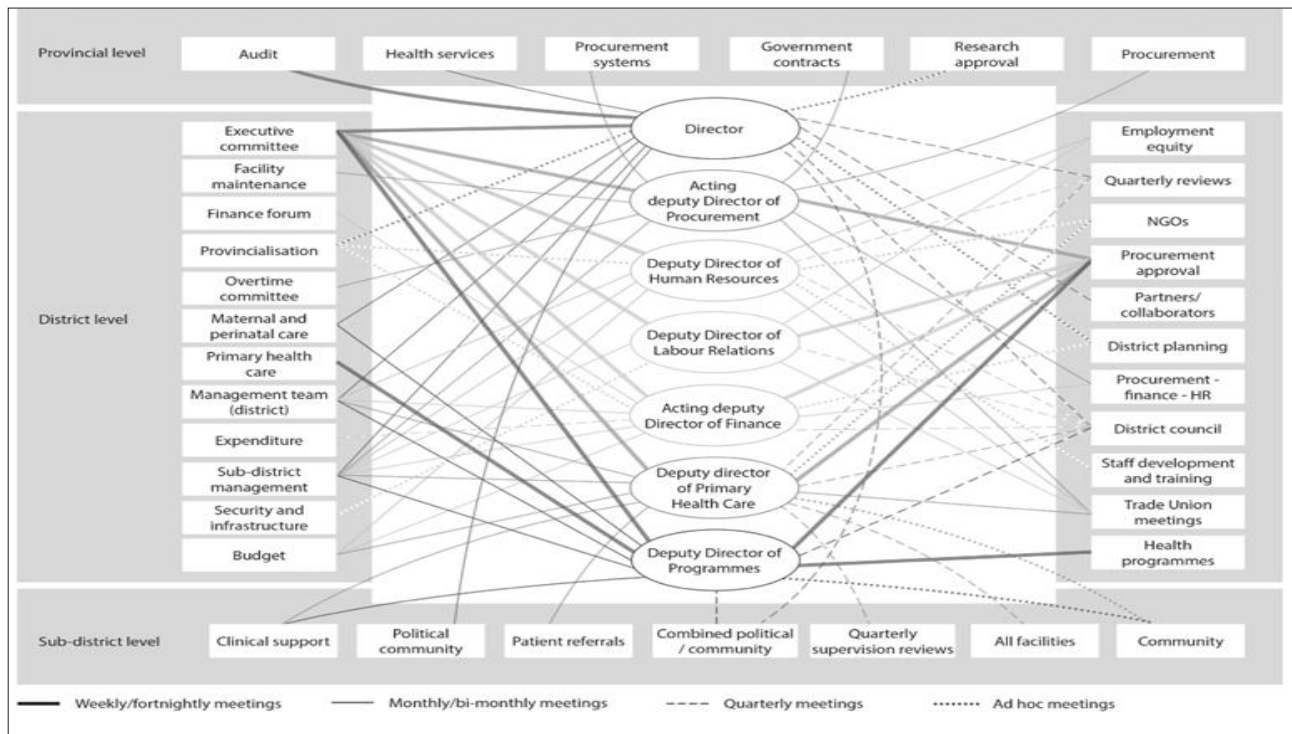 Provincial level
Audit
Health services
Procurement
systems
Government
contracts
Research
approval
Procurement
District level
Executive
committee
Facility
maintenance
Finance forum
Provincialisation
Overtime
committee
Maternal and
perinatal care
Primary health
care
Management team
(district)
Expenditure
Sub-district
management
Security and
infrastructure
Budget
Director
Acting
deputy Director of
Procurement
Deputy Director of
Human Resources
Deputy Director of
Labour Relations
Acting deputy
Director of Finance
Deputy director
of Primary
Health Care
Deputy Director of
Programmes
Employment
equity
Quarterly reviews
NGOs
Procurement
approval
Partners/
collaborators
District planning
Procurement -
finance - HR
District council
Staff development
and training
Trade Union
meetings
Health
programmes
Sub-district level
Clinical support
Political
community
Patient referrals
Combined political
/ community
Quarterly
supervision reviews
All facilities
Community
Weekly/fortnightly meetings
Monthly/bi-monthly meetings
Quarterly meetings
Ad hoc meetings